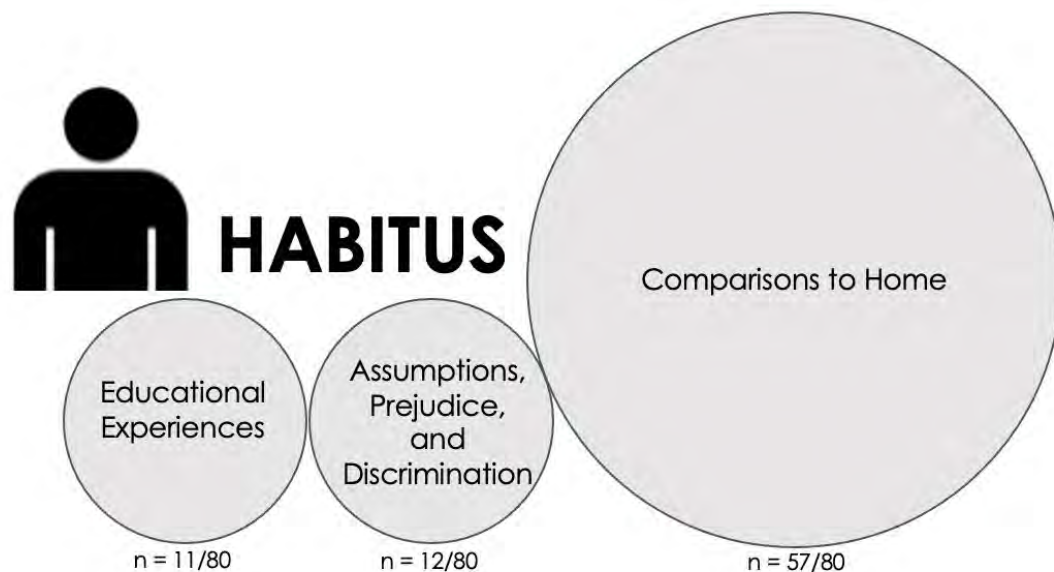 HABITUS
Comparisons to Home
Educational
Experiences
Assumptions,
Prejudice,
and
Discrimination
n = 11/80
n = 12/80
n = 57/80